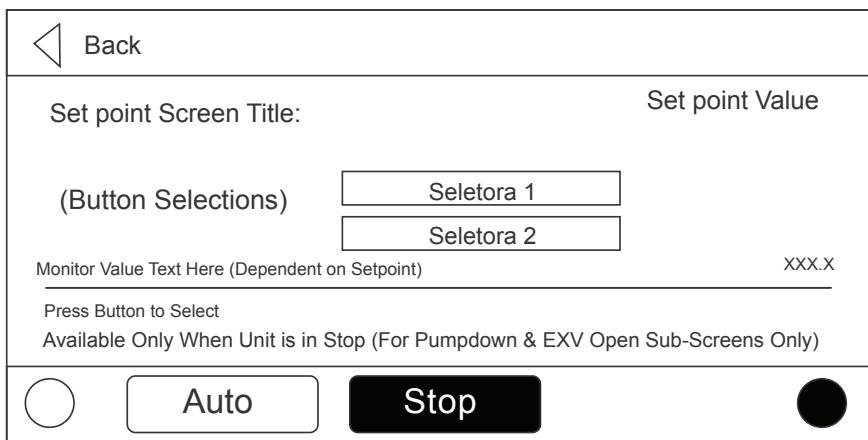 Back
Set point Screen Title:
Set point Value
(Button Selections)
Seletora 1
Seletora 2
Monitor Value Text Here (Dependent on Setpoint)
XXX.X
Press Button to Select
Available Only When Unit is in Stop (For Pumpdown & EXV Open Sub-Screens Only)
Auto
Stop